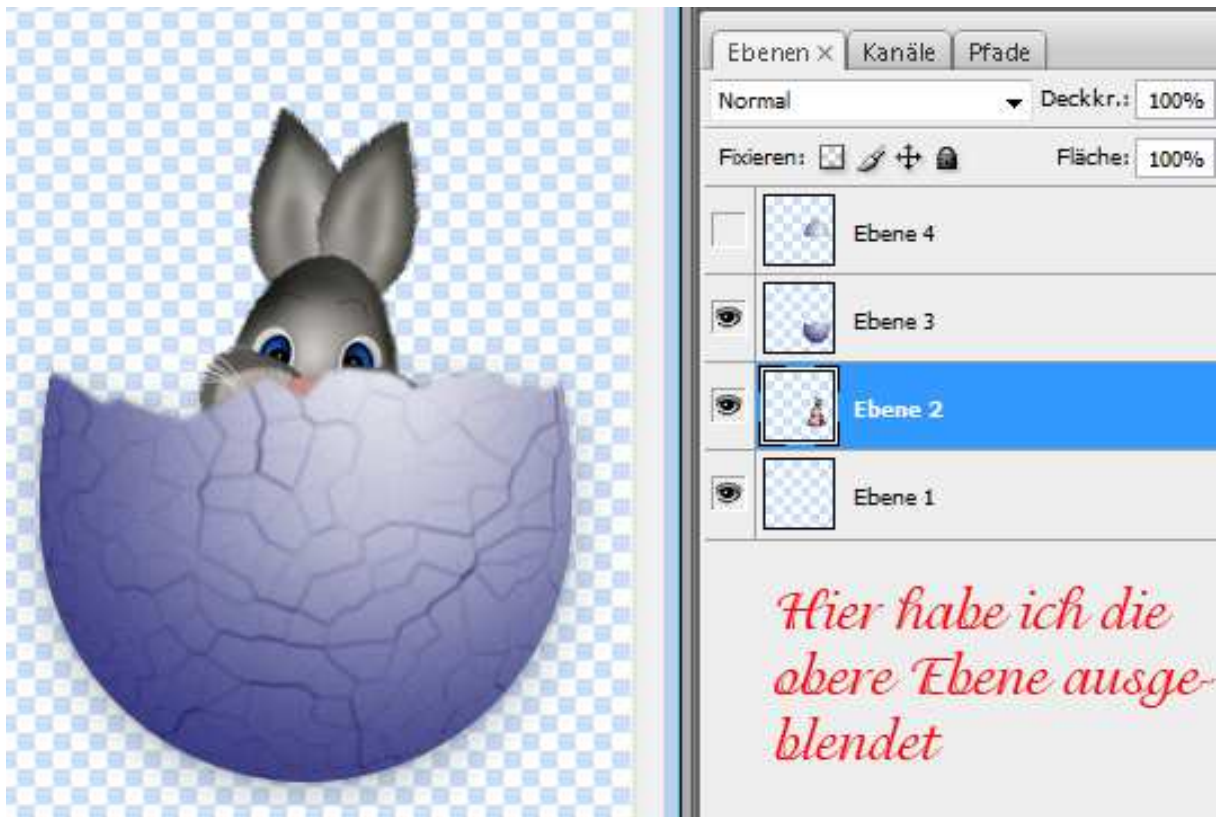 Ebenen × Kanäle Pfade
Normal Deckkr.: 100%
Fixieren: Fläche: 100%
Ebene 4
Ebene 3
Ebene 2
Ebene 1
Hier habe ich die
obere Ebene ausge-
blendet